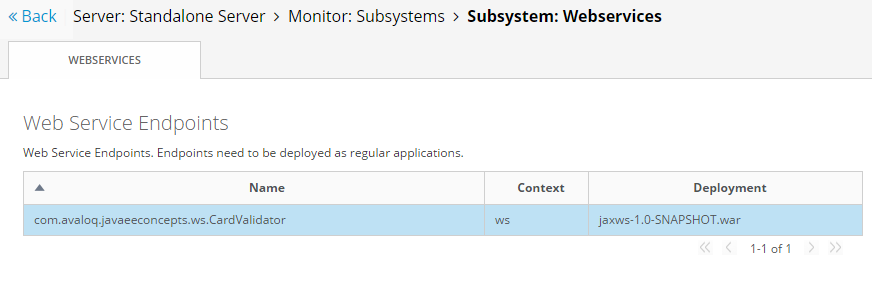 « Back Server: Standalone Server > Monitor: Subsystems > Subsystem: Webservices
WEBSERVICES
Web Service Endpoints
Web Service Endpoints. Endpoints need to be deployed as regular applications.
Name Context Deployment
com.avaloq.javaeeconcepts.ws.CardValidator ws jaxws-1.0-SNAPSHOT.war
« ‹ 1-1 of 1 › »